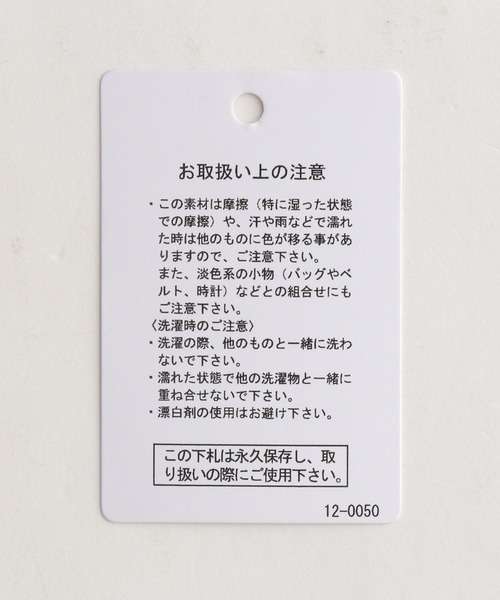 お取扱い上の注意
・この素材は摩擦（特に湿った状態
での摩擦）や、汗や雨などで濡れ
た時は他のものに色が移る事があ
りますので、ご注意下さい。
また、淡色系の小物（バッグやベ
ルト、時計）などとの組合せにも
ご注意下さい。
〈洗濯時のご注意〉
・洗濯の際、他のものと一緒に洗わ
ないで下さい。
・濡れた状態で他の洗濯物と一緒に
重ね合せないで下さい。
・漂白剤の使用はお避け下さい。
この下札は永久保存し、取
り扱いの際にご使用下さい。
12-0050